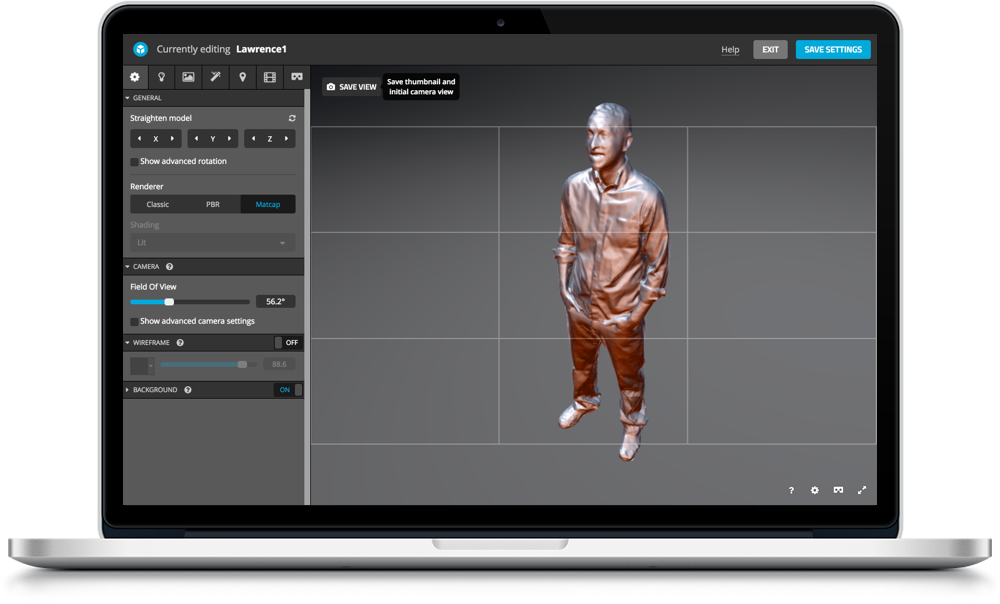 Currently editing Lawrence1
Help
EXIT
SAVE SETTINGS
GENERAL
Straighten model
X
Y
Z
Show advanced rotation
Renderer
Classic
PBR
Matcap
Shading
Lit
CAMERA
Field Of View
56.2°
Show advanced camera settings
WIREFRAME
OFF
88.6
BACKGROUND
ON
SAVE VIEW
Save thumbnail and
initial camera view